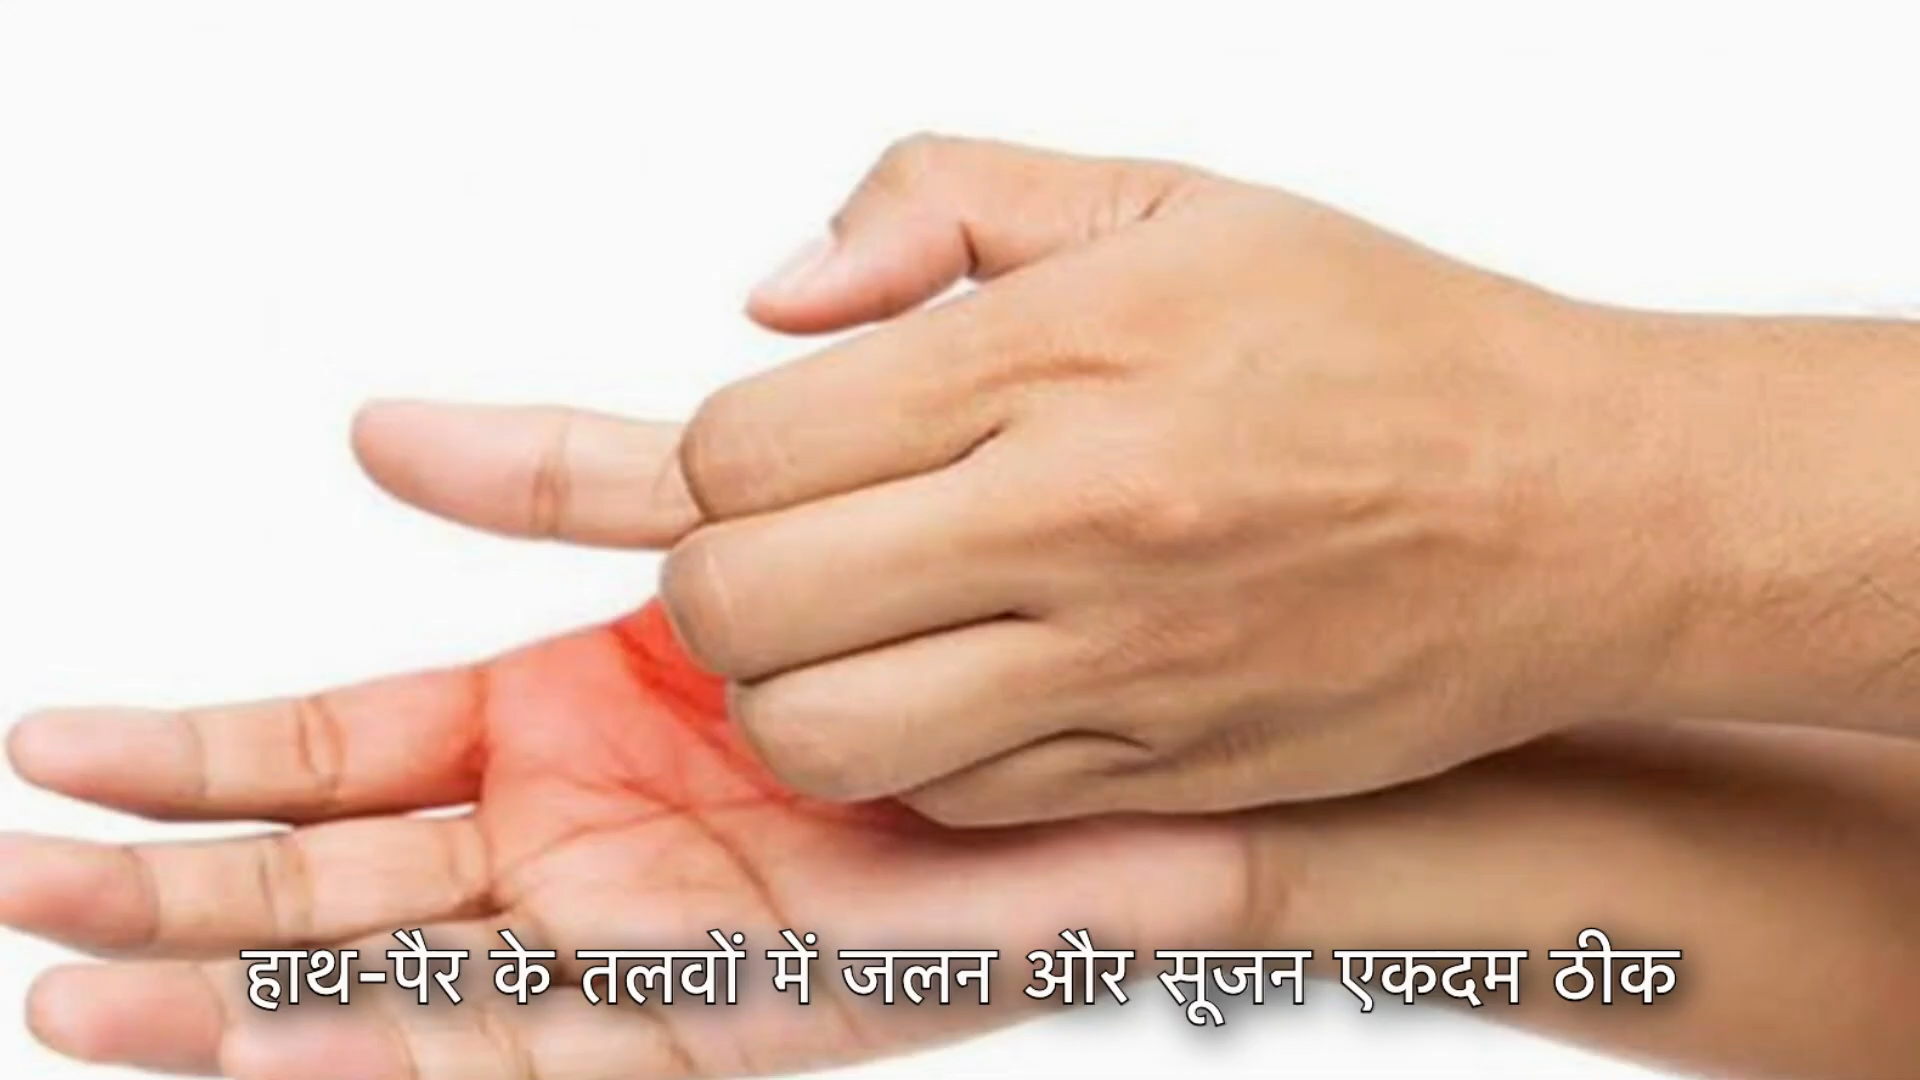 हाथ-पैर के तलवों में जलन और सूजन एकदम ठीक